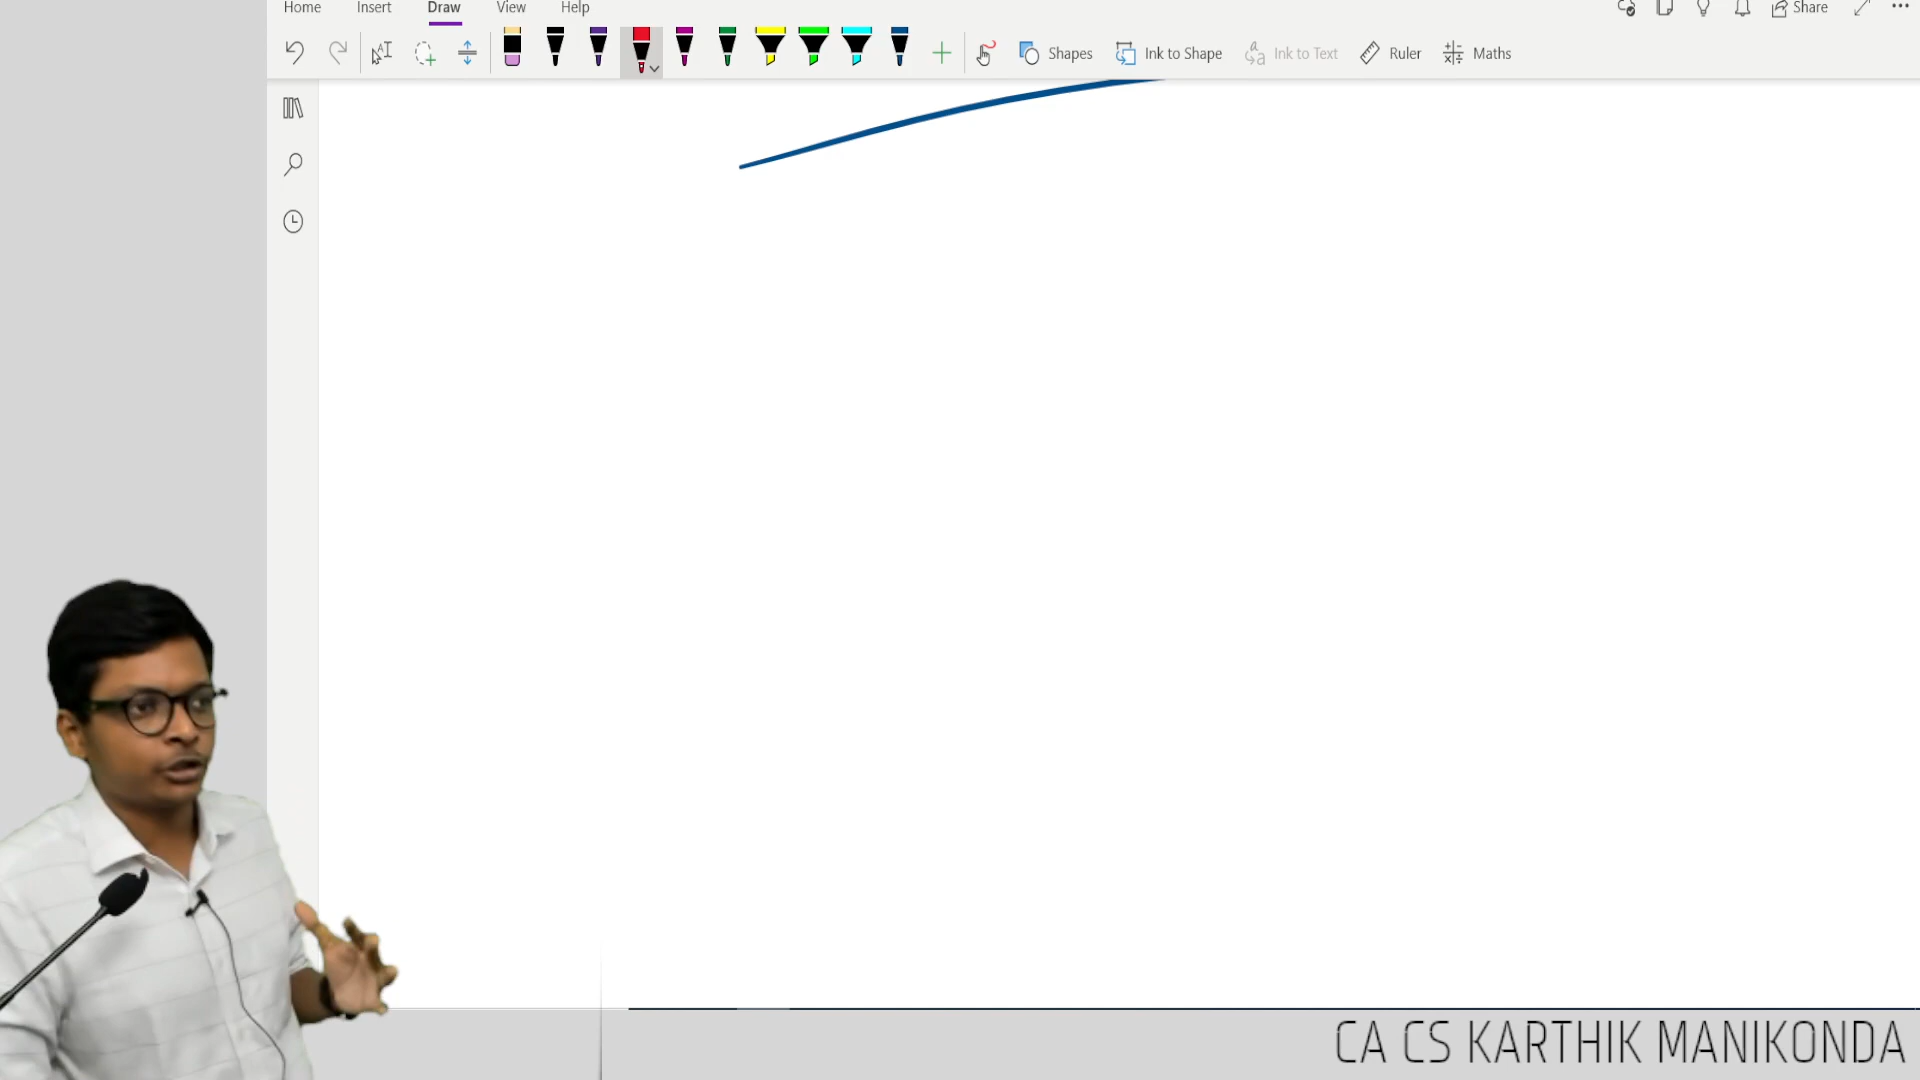 Home Insert Draw View Help Share
Shapes Ink to Shape Ink to Text Ruler Maths
CA CS KARTHIK MANIKONDA